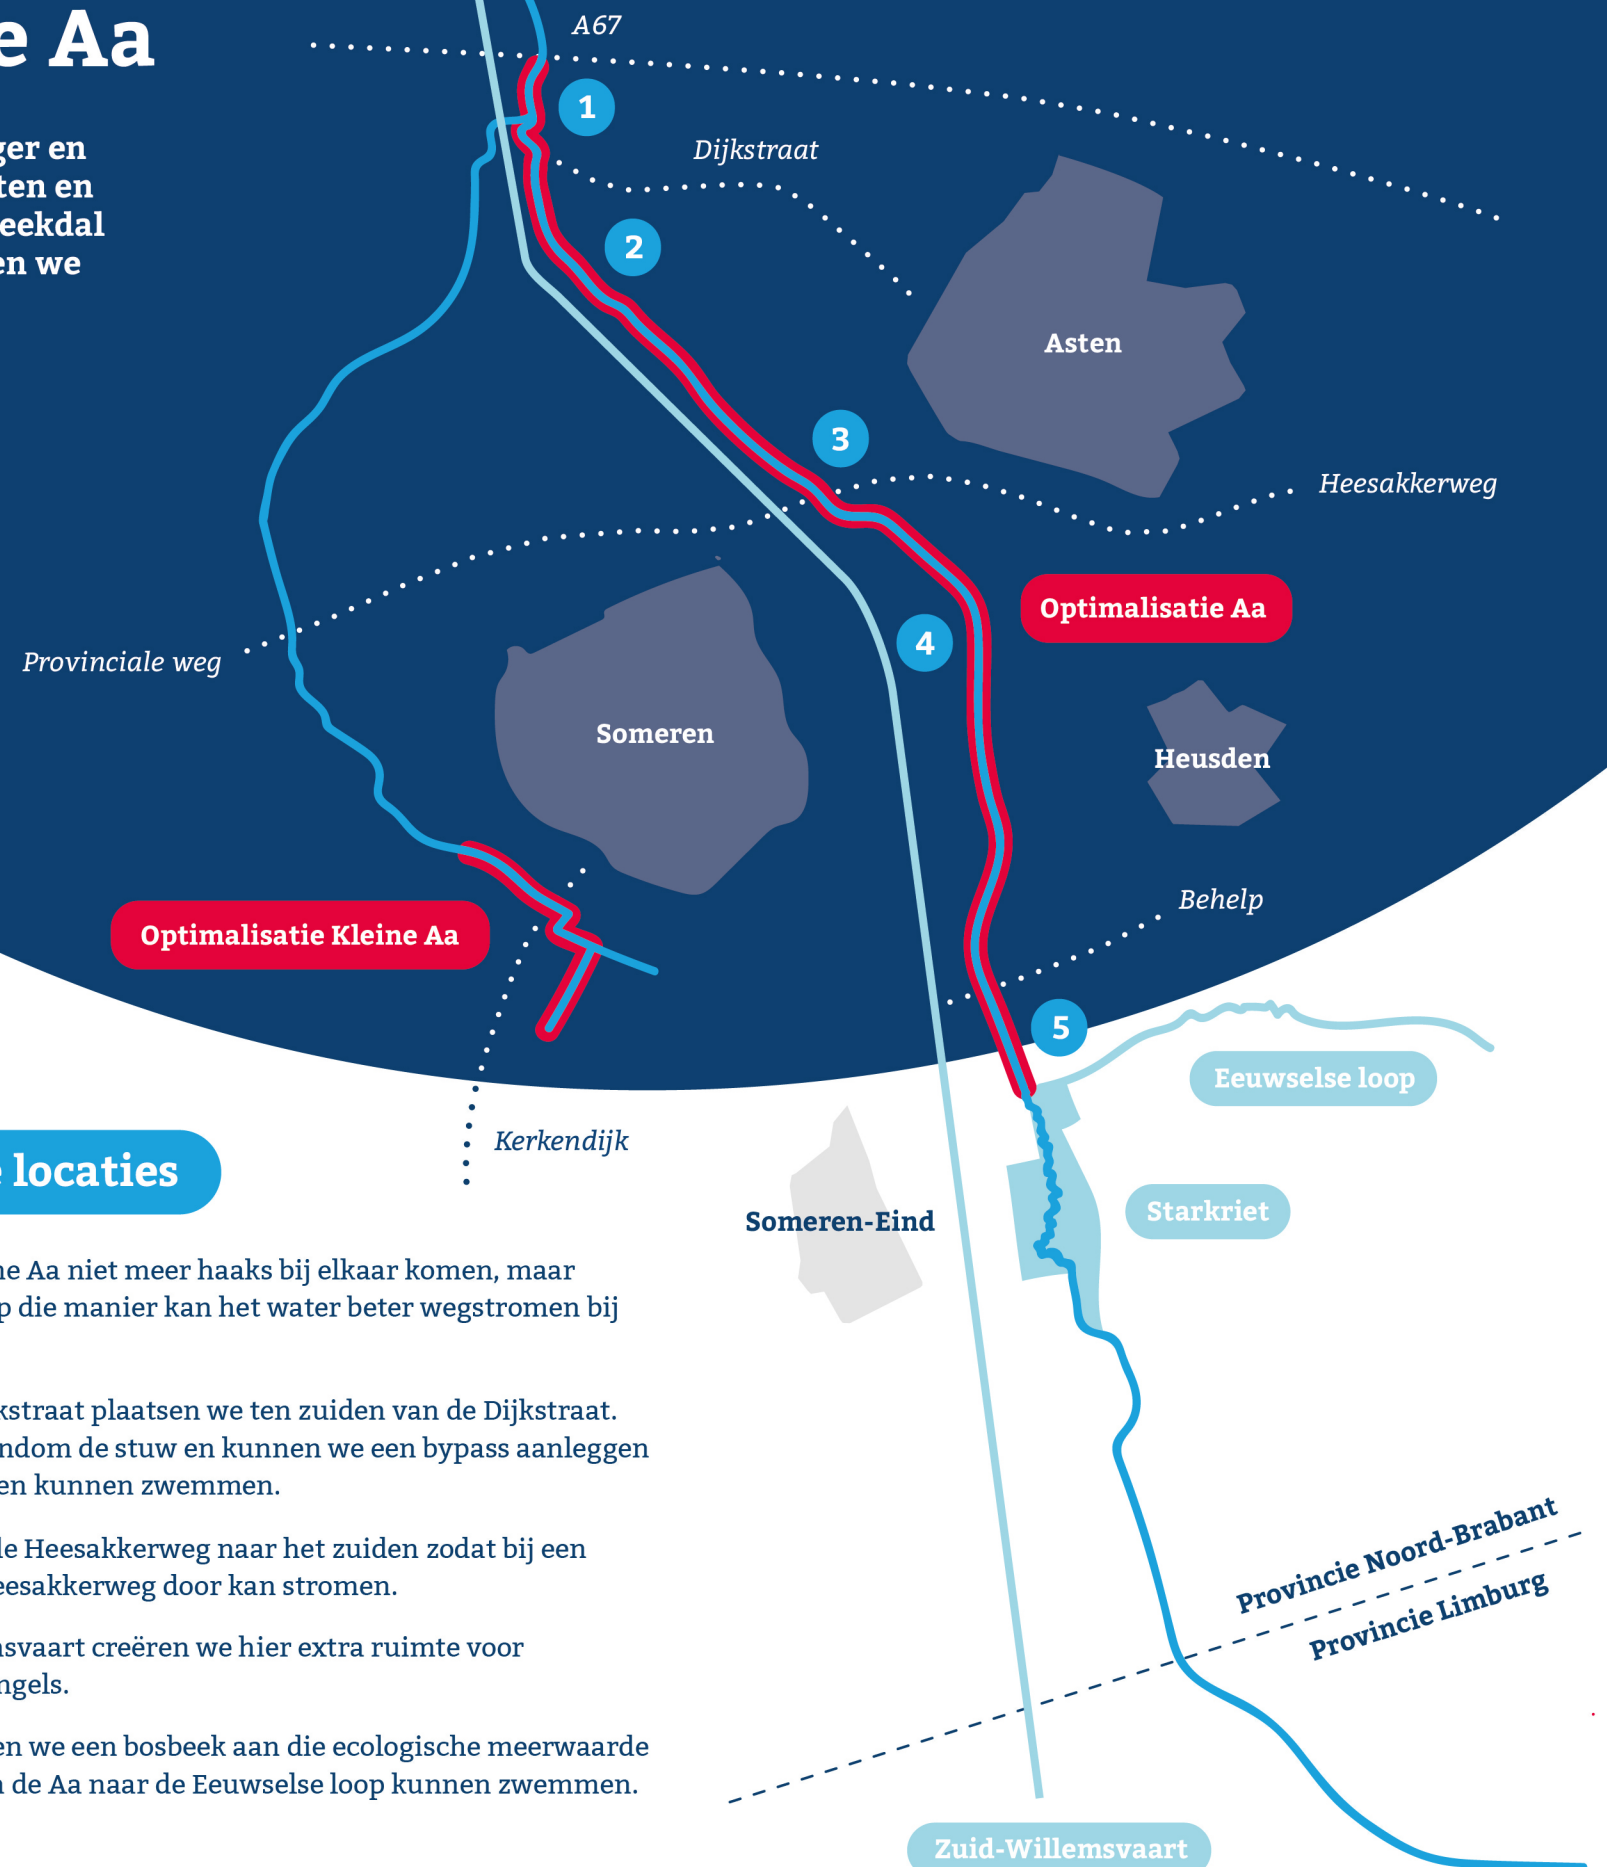 e Aa
ger en
ten en
eekdal
en we
A67
1
Dijkstraat
2
Asten
3
Heesakkerweg
Optimalisatie Aa
4
Provinciale weg
Someren
Heusden
Behelp
Optimalisatie Kleine Aa
5
Eeuwselse loop
Kerkendijk
Starkriet
Someren-Eind
e locaties
ne Aa niet meer haaks bij elkaar komen, maar
p die manier kan het water beter wegstromen bij
kstraat plaatsen we ten zuiden van de Dijkstraat.
ndom de stuw en kunnen we een bypass aanleggen
en kunnen zwemmen.
de Heesakkerweg naar het zuiden zodat bij een
eesakkerweg door kan stromen.
nsvaart creëren we hier extra ruimte voor
ngels.
en we een bosbeek aan die ecologische meerwaarde
n de Aa naar de Eeuwselse loop kunnen zwemmen.
Provincie Noord-Brabant
Provincie Limburg
Zuid-Willemsvaart